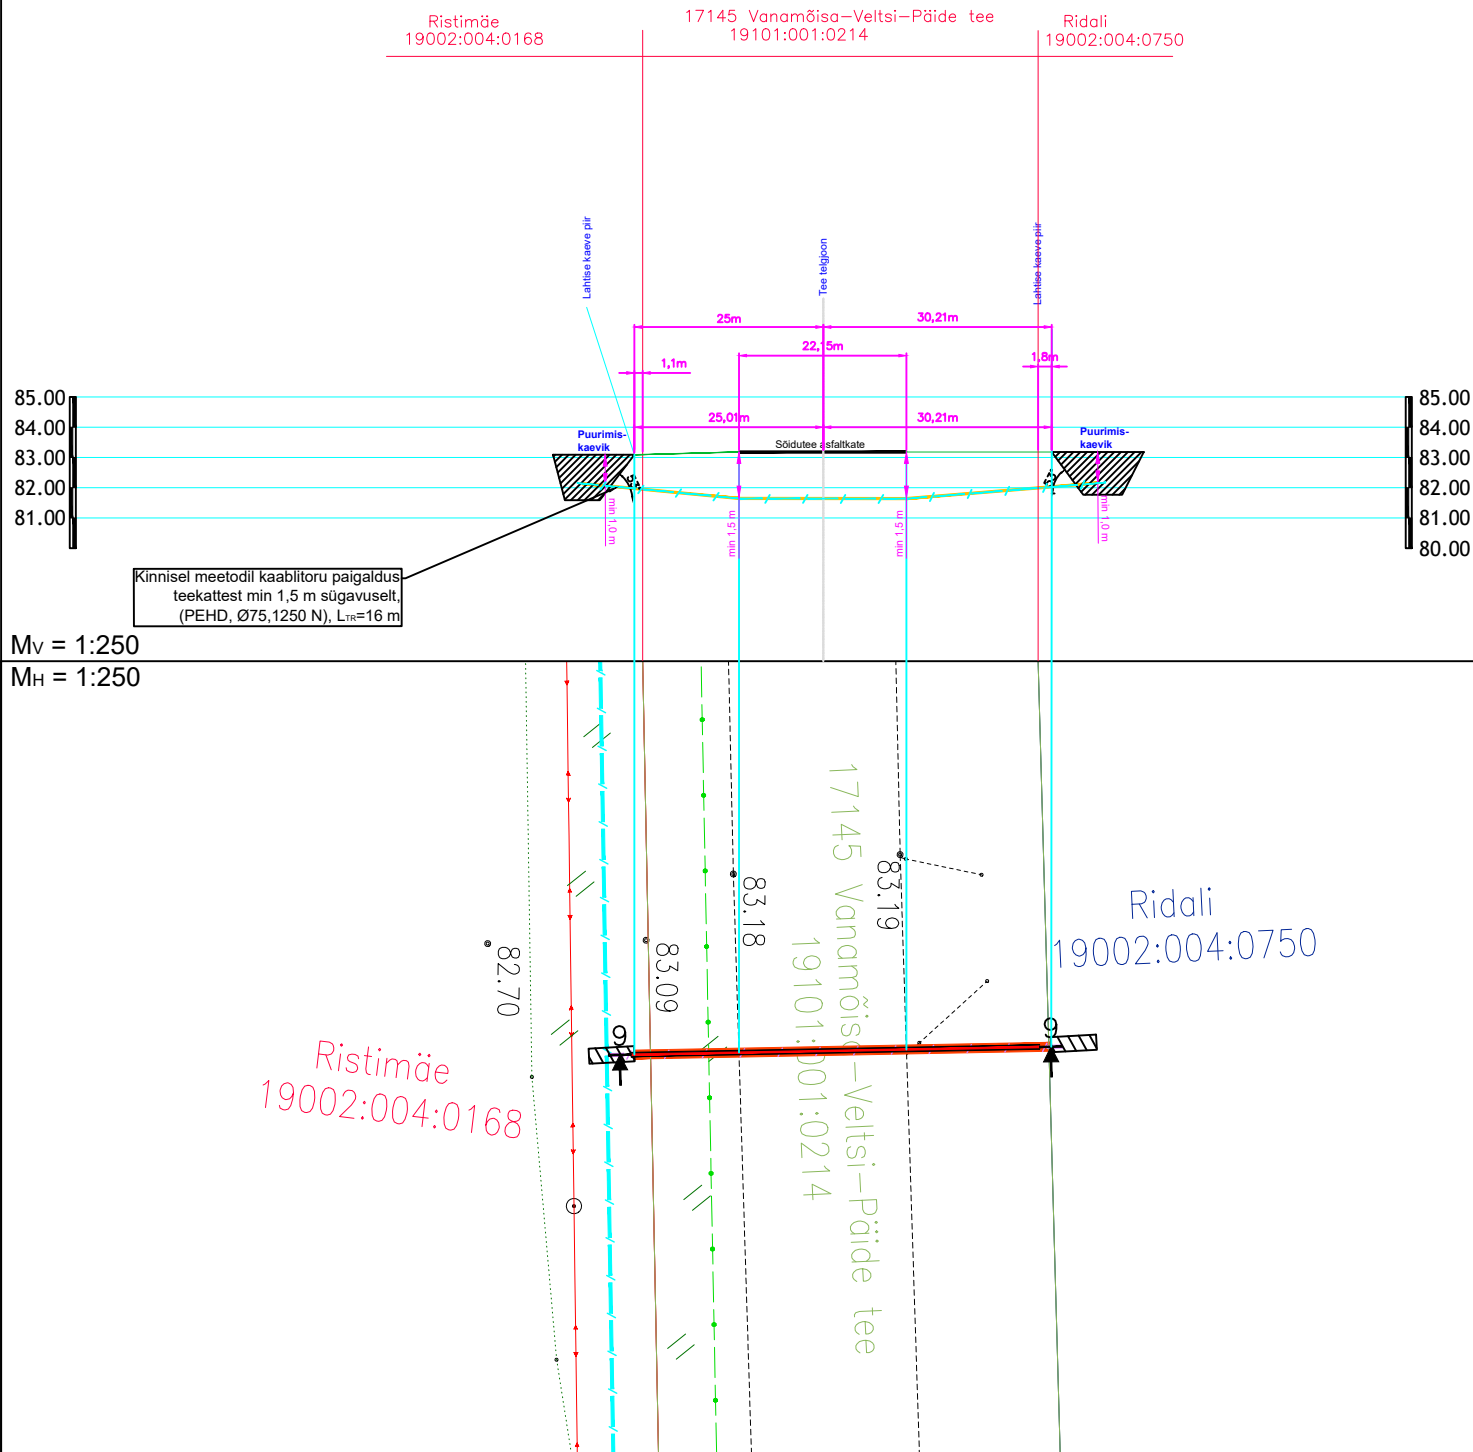 Ristimäe
19002:004:0168
17145 Vanamõisa-Veltsi-Päide tee
19101:001:0214
Ridali
19002:004:0750
Lahtise kaeve piir
Tee telgjoon
Lahtise kaeve piir
25m
30,21m
22,15m
1,1m
1,8m
25,01m
30,21m
85.00
84.00
83.00
82.00
81.00
85.00
84.00
83.00
82.00
81.00
80.00
Puurimis-
kaevik
Sõidutee asfaltkate
Puurimis-
kaevik
min 1,0 m
min 1,5 m
min 1,5 m
min 1,0 m
Kinnisel meetodil kaablitoru paigaldus
teekattest min 1,5 m sügavuselt,
(PEHD, Ø75,1250 N), LTR=16 m
MV = 1:250
MH = 1:250
82.70
83.09
83.18
83.19
17145 Vanamõisa-Veltsi-Päide tee
19101:001:0214
Ridali
19002:004:0750
Ristimäe
19002:004:0168
9
9